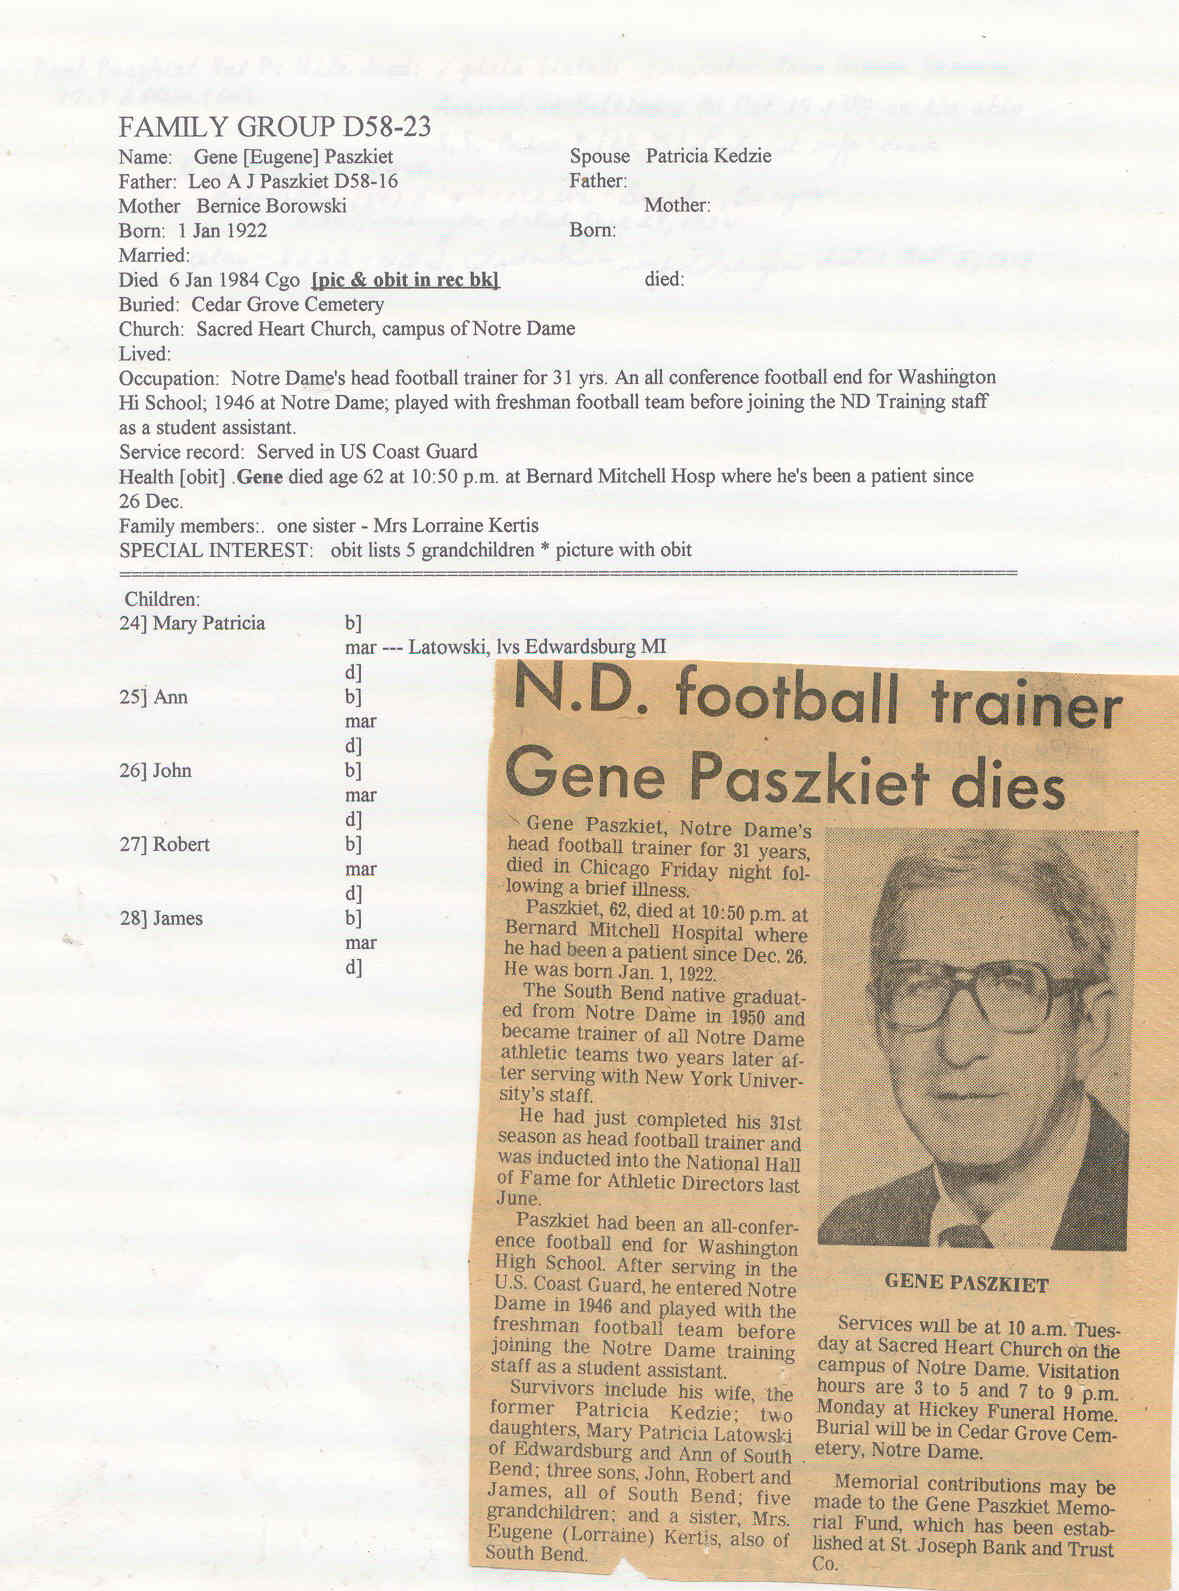 FAMILY GROUP D58-23
Name: Gene [Eugene] Paszkiet Spouse Patricia Kedzie
Father: Leo A J Paszkiet D58-16 Father:
Mother Bernice Borowski Mother:
Born: 1 Jan 1922 Born:
Married:
Died 6 Jan 1984 Cgo [pic & obit in rec bk] died:
Buried: Cedar Grove Cemetery
Church: Sacred Heart Church, campus of Notre Dame
Lived:
Occupation: Notre Dame's head football trainer for 31 yrs. An all conference football end for Washington
Hi School; 1946 at Notre Dame; played with freshman football team before joining the ND Training staff
as a student assistant.
Service record: Served in US Coast Guard
Health [obit] .Gene died age 62 at 10:50 p.m. at Bernard Mitchell Hosp where he's been a patient since
26 Dec.
Family members:. one sister - Mrs Lorraine Kertis
SPECIAL INTEREST: obit lists 5 grandchildren * picture with obit
Children:
24] Mary Patricia b]
mar --- Latowski, lvs Edwardsburg MI
d]
25] Ann b]
mar
d]
26] John b]
mar
d]
27] Robert b]
mar
d]
28] James b]
mar
d]
N.D. football trainer
Gene Paszkiet dies
Gene Paszkiet, Notre Dame's
head football trainer for 31 years,
died in Chicago Friday night fol-
lowing a brief illness.
Paszkiet, 62, died at 10:50 p.m. at
Bernard Mitchell Hospital where
he had been a patient since Dec. 26.
He was born Jan. 1, 1922.
The South Bend native graduat-
ed from Notre Dame in 1950 and
became trainer of all Notre Dame
athletic teams two years later af-
ter serving with New York Univer-
sity's staff.
He had just completed his 31st
season as head football trainer and
was inducted into the National Hall
of Fame for Athletic Directors last
June.
Paszkiet had been an all-confer-
ence football end for Washington
High School. After serving in the
U.S. Coast Guard, he entered Notre
Dame in 1946 and played with the
freshman football team before
joining the Notre Dame training
staff as a student assistant.
Survivors include his wife, the
former Patricia Kedzie; two
daughters, Mary Patricia Latowski
of Edwardsburg and Ann of South
Bend; three sons, John, Robert and
James, all of South Bend; five
grandchildren; and a sister, Mrs.
Eugene (Lorraine) Kertis, also of
South Bend.
GENE PASZKIET
Services will be at 10 a.m. Tues-
day at Sacred Heart Church on the
campus of Notre Dame. Visitation
hours are 3 to 5 and 7 to 9 p.m.
Monday at Hickey Funeral Home.
Burial will be in Cedar Grove Cem-
etery, Notre Dame.
Memorial contributions may be
made to the Gene Paszkiet Memo-
rial Fund, which has been estab-
lished at St. Joseph Bank and Trust
Co.